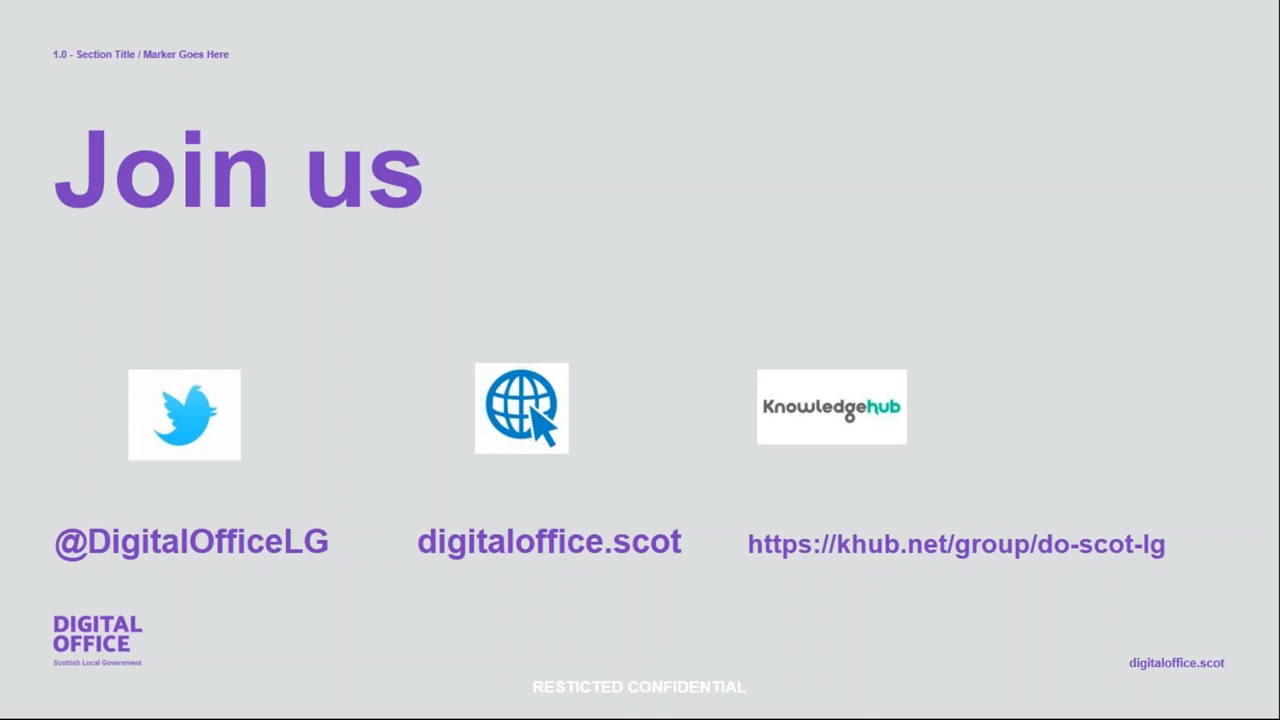 1.0 - Section Title / Marker Goes Here
Join us
Knowledgehub
@DigitalOfficeLG
digitaloffice.scot
https://khub.net/group/do-scot-lg
DIGITAL
OFFICE
Scottish Local Government
digitaloffice.scot
RESTICTED CONFIDENTIAL